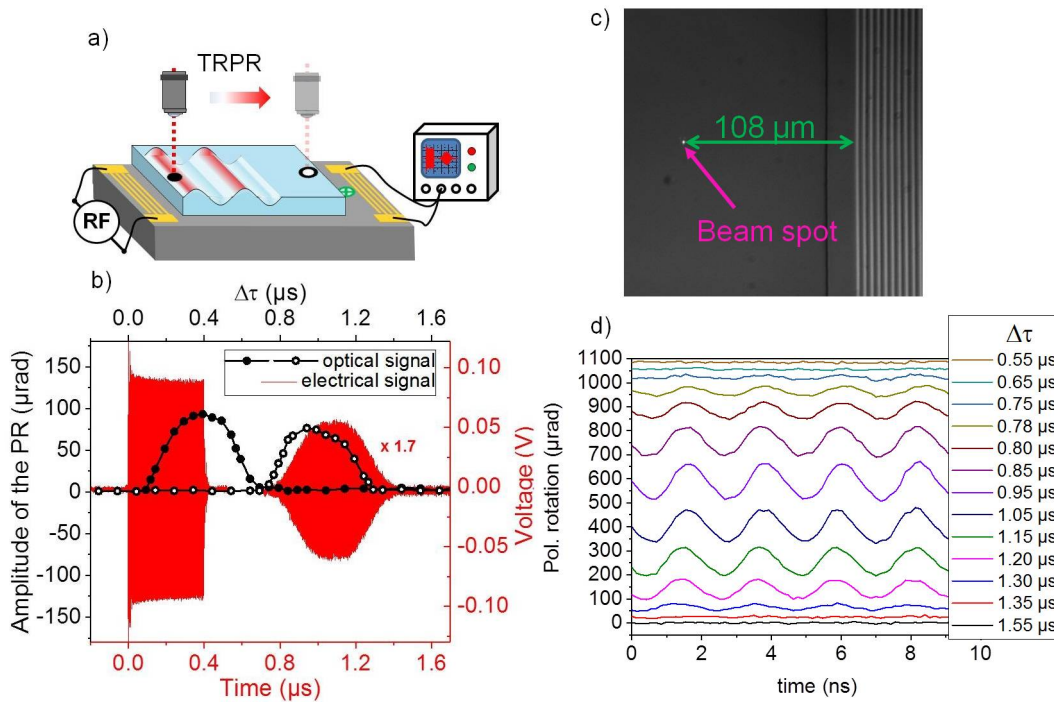 a)
TRPR
RF
b)
Δτ (µs)
0.0 0.4 0.8 1.2 1.6
Amplitude of the PR (µrad)
150
100
50
0
-50
-100
-150
optical signal
electrical signal
x 1.7
0.10
0.05
0.00
-0.05
-0.10
Voltage (V)
0.0 0.4 0.8 1.2 1.6
Time (µs)
c)
108 µm
Beam spot
d)
Pol. rotation (µrad)
1100
1000
900
800
700
600
500
400
300
200
100
0
0 2 4 6 8 10
time (ns)
Δτ
0.55 µs
0.65 µs
0.75 µs
0.78 µs
0.80 µs
0.85 µs
0.95 µs
1.05 µs
1.15 µs
1.20 µs
1.30 µs
1.35 µs
1.55 µs